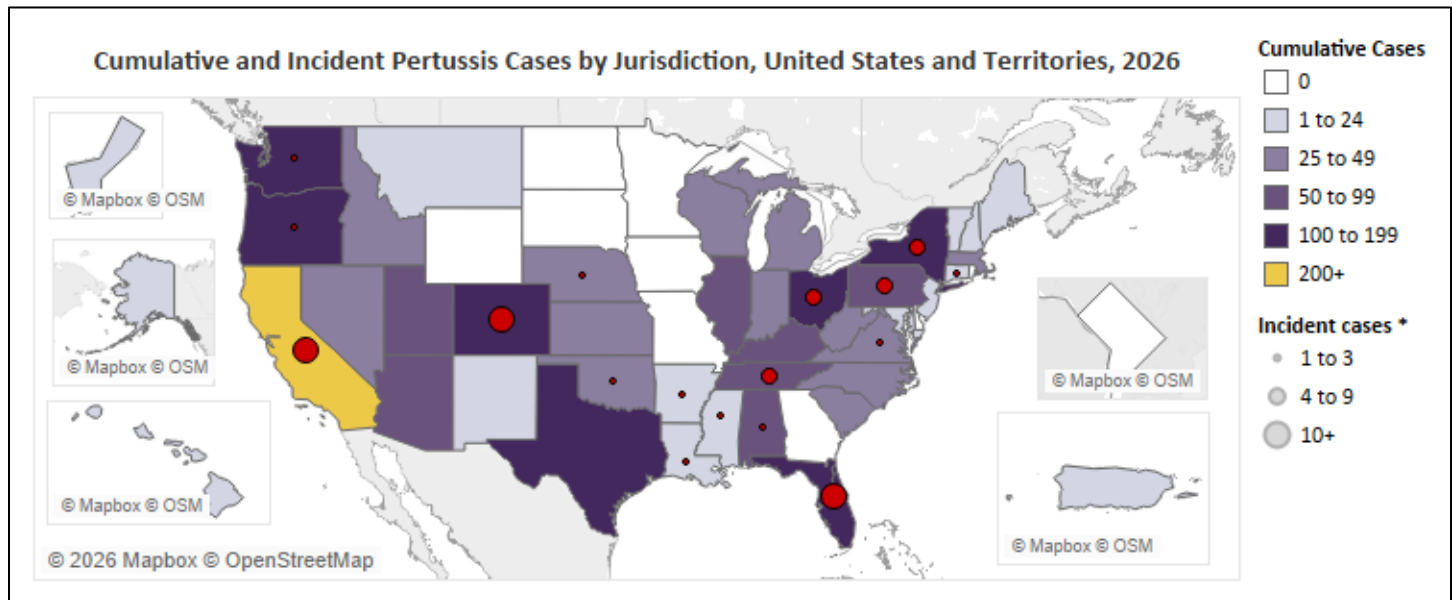 Cumulative and Incident Pertussis Cases by Jurisdiction, United States and Territories, 2026
© Mapbox © OSM
© Mapbox © OSM
© Mapbox © OSM
© 2026 Mapbox © OpenStreetMap
© Mapbox © OSM
© Mapbox © OSM
Cumulative Cases
0
1 to 24
25 to 49
50 to 99
100 to 199
200+
Incident cases *
1 to 3
4 to 9
10+